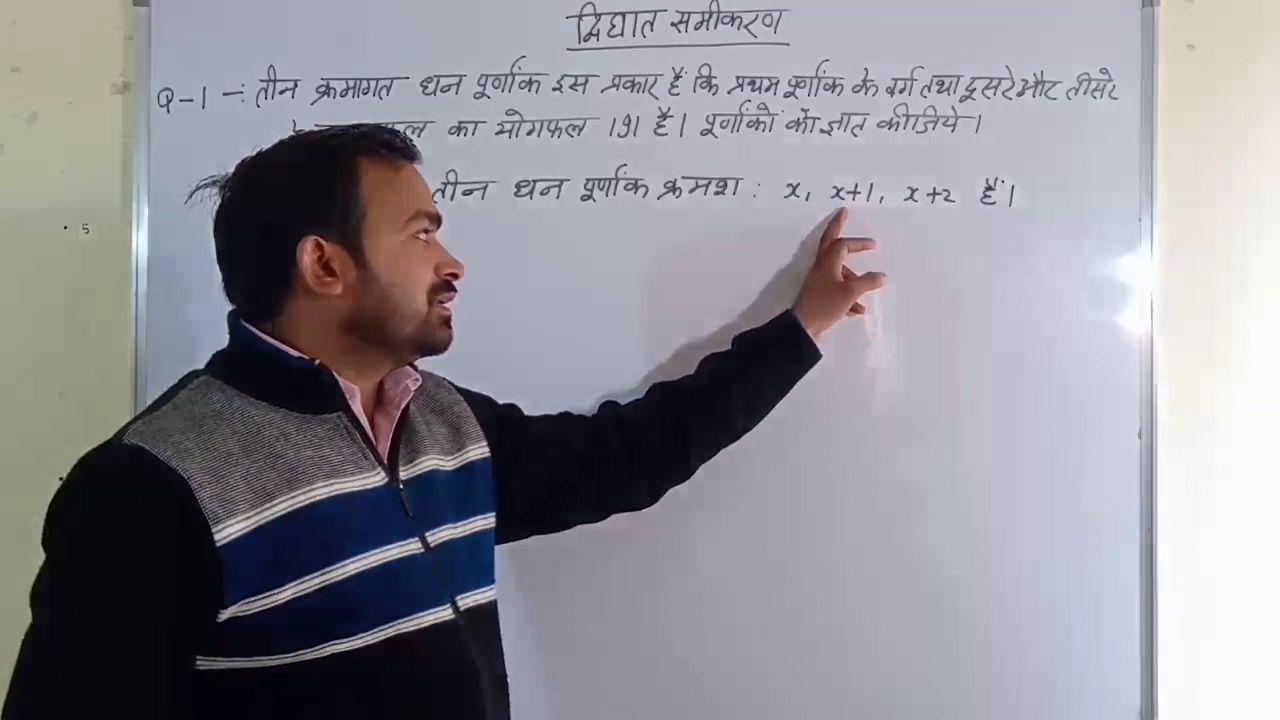 द्विघात समीकरण
Q-1 -: तीन क्रमागत धन पूर्णांक इस प्रकार हैं कि प्रथम पूर्णांक के वर्ग तथा दूसरे और तीसरे
का योगफल 191 है। पूर्णांकों को ज्ञात कीजिये।
तीन धन पूर्णांक क्रमश: x, x+1, x+2 हैं।